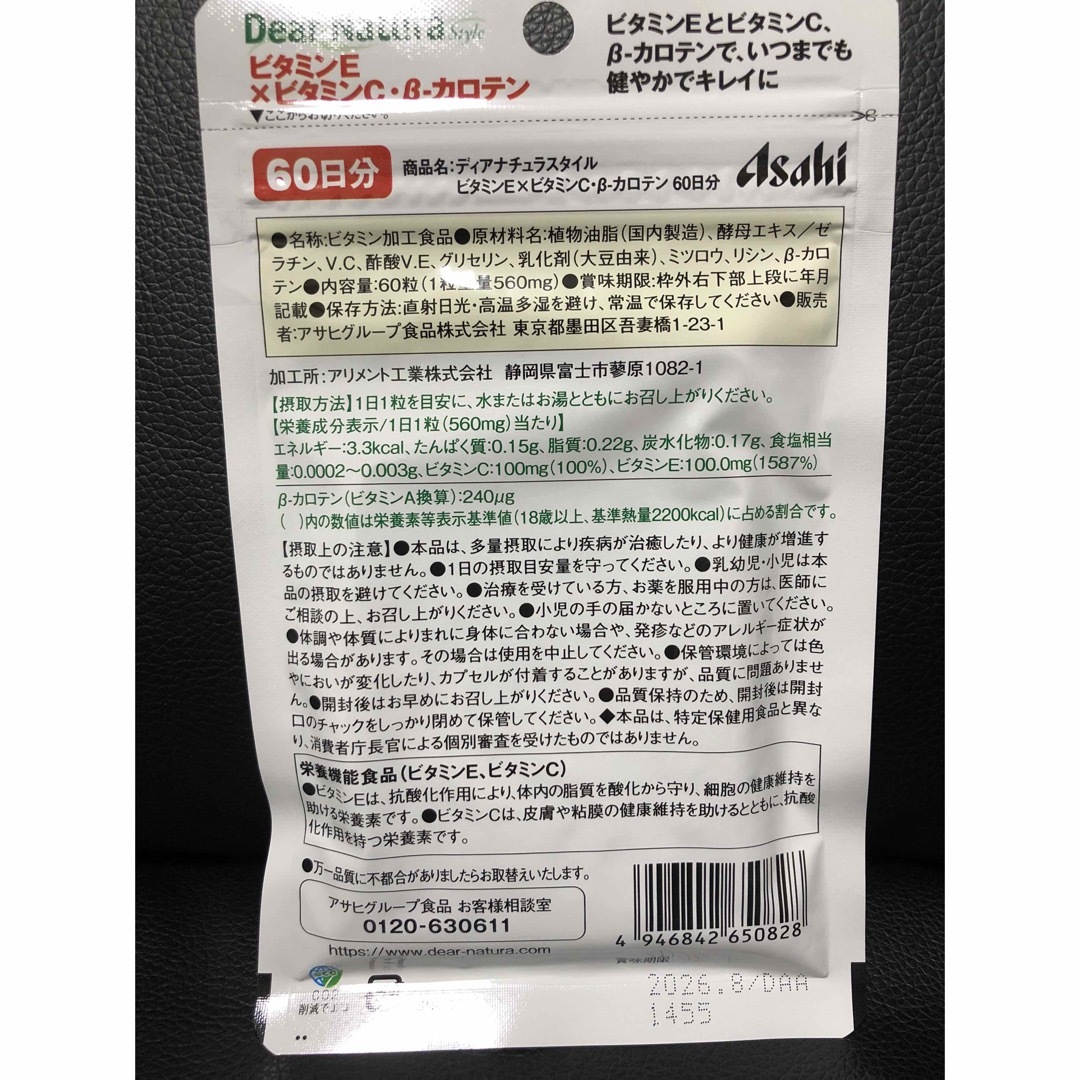 Dear Natura Style
ビタミンE
×ビタミンC・β-カロテン
ビタミンEとビタミンC、
β-カロテンで、いつまでも
健やかでキレイに
▼ここからお切りください。
60日分
商品名:ディアナチュラスタイル
ビタミンE×ビタミンC・β-カロテン 60日分
Asahi
●名称:ビタミン加工食品●原材料名:植物油脂(国内製造)、酵母エキス/ゼ
ラチン、V.C、酢酸V.E、グリセリン、乳化剤(大豆由来)、ミツロウ、リシン、β-カロ
テン●内容量:60粒(1粒重量560mg)●賞味期限:枠外右下部上段に年月
記載●保存方法:直射日光・高温多湿を避け、常温で保存してください●販売
者:アサヒグループ食品株式会社 東京都墨田区吾妻橋1-23-1
加工所:アリメント工業株式会社 静岡県富士市蓼原1082-1
【摂取方法】1日1粒を目安に、水またはお湯とともにお召し上がりください。
【栄養成分表示/1日1粒(560mg)当たり】
エネルギー:3.3kcal、たんぱく質:0.15g、脂質:0.22g、炭水化物:0.17g、食塩相当
量:0.0002～0.003g、ビタミンC:100mg(100%)、ビタミンE:100.0mg(1587%)
β-カロテン(ビタミンA換算):240μg
( )内の数値は栄養素等表示基準値(18歳以上、基準熱量2200kcal)に占める割合です。
【摂取上の注意】●本品は、多量摂取により疾病が治癒したり、より健康が増進す
るものではありません。●1日の摂取目安量を守ってください。●乳幼児・小児は本
品の摂取を避けてください。●治療を受けている方、お薬を服用中の方は、医師に
ご相談の上、お召し上がりください。●小児の手の届かないところに置いてください。
●体調や体質によりまれに身体に合わない場合や、発疹などのアレルギー症状が
出る場合があります。その場合は使用を中止してください。●保管環境によっては色
やにおいが変化したり、カプセルが付着することがありますが、品質に問題ありませ
ん。●開封後はお早めにお召し上がりください。●品質保持のため、開封後は開封
口のチャックをしっかり閉めて保管してください。◆本品は、特定保健用食品と異な
り、消費者庁長官による個別審査を受けたものではありません。
栄養機能食品(ビタミンE、ビタミンC)
●ビタミンEは、抗酸化作用により、体内の脂質を酸化から守り、細胞の健康維持を
助ける栄養素です。●ビタミンCは、皮膚や粘膜の健康維持を助けるとともに、抗酸
化作用を持つ栄養素です。
●万一品質に不都合がありましたらお取替えいたします。
アサヒグループ食品 お客様相談室
0120-630611
https://www.dear-natura.com
4 946842 650828
賞味期限
2026.8/DAA
1455
CO2
削減でエコ